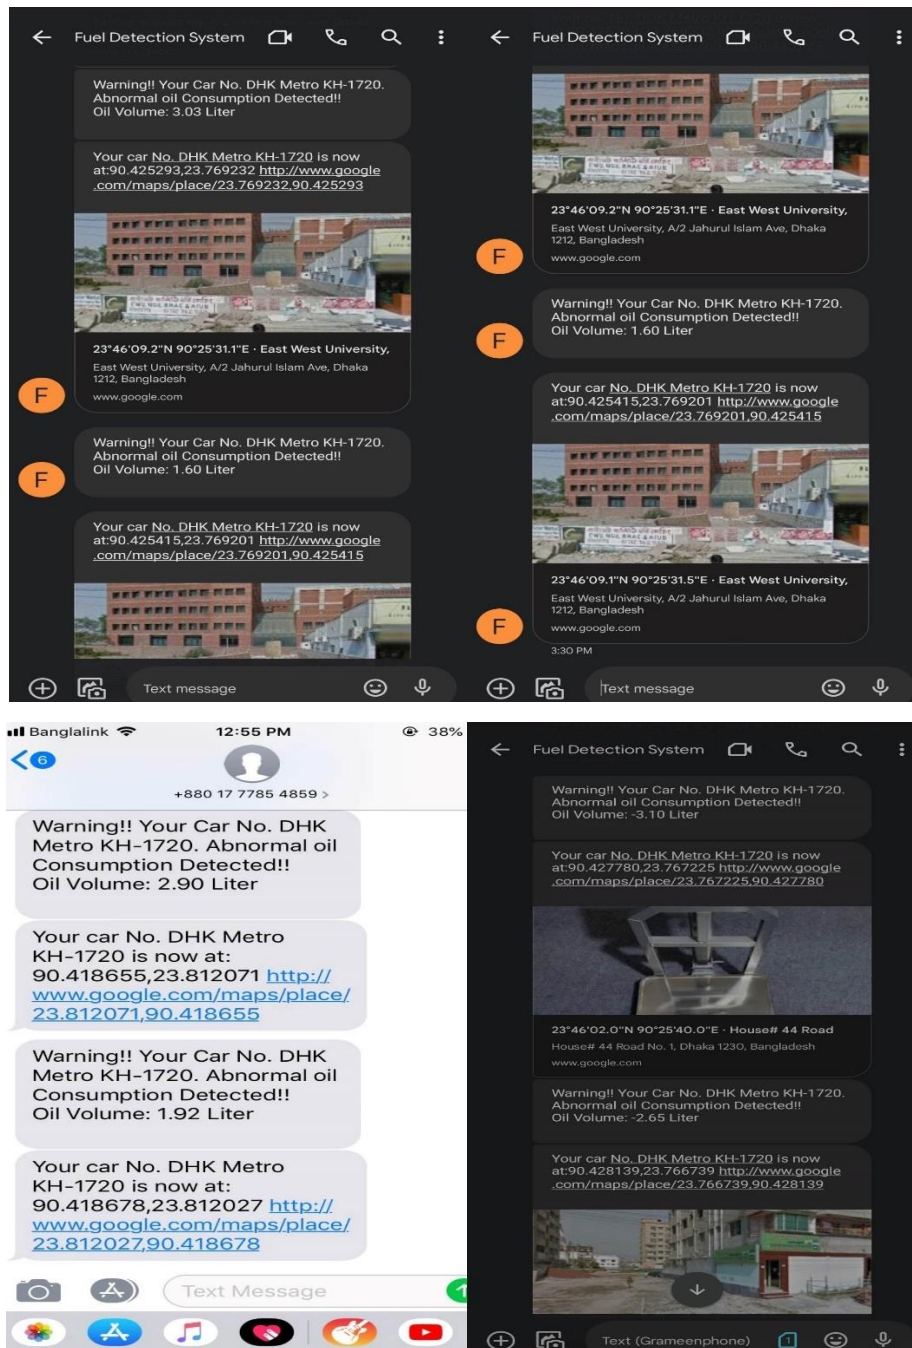 Fuel Detection System
Warning!! Your Car No. DHK Metro KH-1720.
Abnormal oil Consumption Detected!!
Oil Volume: 3.03 Liter
Your car No. DHK Metro KH-1720 is now
at:90.425293,23.769232 http://www.google
.com/maps/place/23.769232,90.425293
23°46'09.2"N 90°25'31.1"E · East West University,
East West University, A/2 Jahurul Islam Ave, Dhaka
1212, Bangladesh
www.google.com
F
Warning!! Your Car No. DHK Metro KH-1720.
Abnormal oil Consumption Detected!!
Oil Volume: 1.60 Liter
F
Your car No. DHK Metro KH-1720 is now
at:90.425415,23.769201 http://www.google
.com/maps/place/23.769201,90.425415
Text message
Fuel Detection System
23°46'09.2"N 90°25'31.1"E · East West University,
East West University, A/2 Jahurul Islam Ave, Dhaka
1212, Bangladesh
www.google.com
F
Warning!! Your Car No. DHK Metro KH-1720.
Abnormal oil Consumption Detected!!
Oil Volume: 1.60 Liter
F
Your car No. DHK Metro KH-1720 is now
at:90.425415,23.769201 http://www.google
.com/maps/place/23.769201,90.425415
23°46'09.1"N 90°25'31.5"E · East West University,
East West University, A/2 Jahurul Islam Ave, Dhaka
1212, Bangladesh
www.google.com
F
3:30 PM
Text message
Banglalink 12:55 PM 38%
6
+880 17 7785 4859 >
Warning!! Your Car No. DHK
Metro KH-1720. Abnormal oil
Consumption Detected!!
Oil Volume: 2.90 Liter
Your car No. DHK Metro
KH-1720 is now at:
90.418655,23.812071 http://
www.google.com/maps/place/
23.812071,90.418655
Warning!! Your Car No. DHK
Metro KH-1720. Abnormal oil
Consumption Detected!!
Oil Volume: 1.92 Liter
Your car No. DHK Metro
KH-1720 is now at:
90.418678,23.812027 http://
www.google.com/maps/place/
23.812027,90.418678
Text Message
Fuel Detection System
Warning!! Your Car No. DHK Metro KH-1720.
Abnormal oil Consumption Detected!!
Oil Volume: -3.10 Liter
Your car No. DHK Metro KH-1720 is now
at:90.427780,23.767225 http://www.google
.com/maps/place/23.767225,90.427780
23°46'02.0"N 90°25'40.0"E · House# 44 Road
House# 44 Road No. 1, Dhaka 1230, Bangladesh
www.google.com
Warning!! Your Car No. DHK Metro KH-1720.
Abnormal oil Consumption Detected!!
Oil Volume: -2.65 Liter
Your car No. DHK Metro KH-1720 is now
at:90.428139,23.766739 http://www.google
.com/maps/place/23.766739,90.428139
Text (Grameenphone)
1